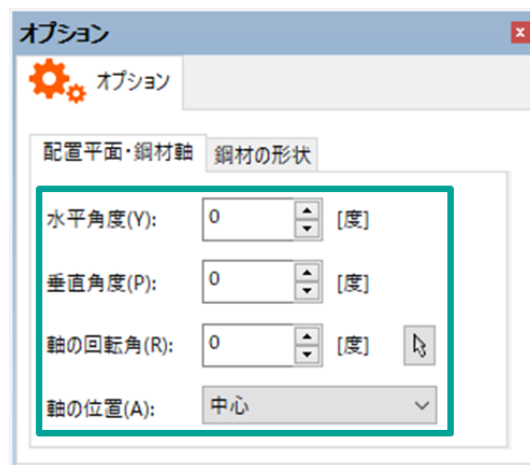 オプション
オプション
配置平面・鋼材軸 鋼材の形状
水平角度(Y): 0 [度]
垂直角度(P): 0 [度]
軸の回転角(R): 0 [度]
軸の位置(A): 中心